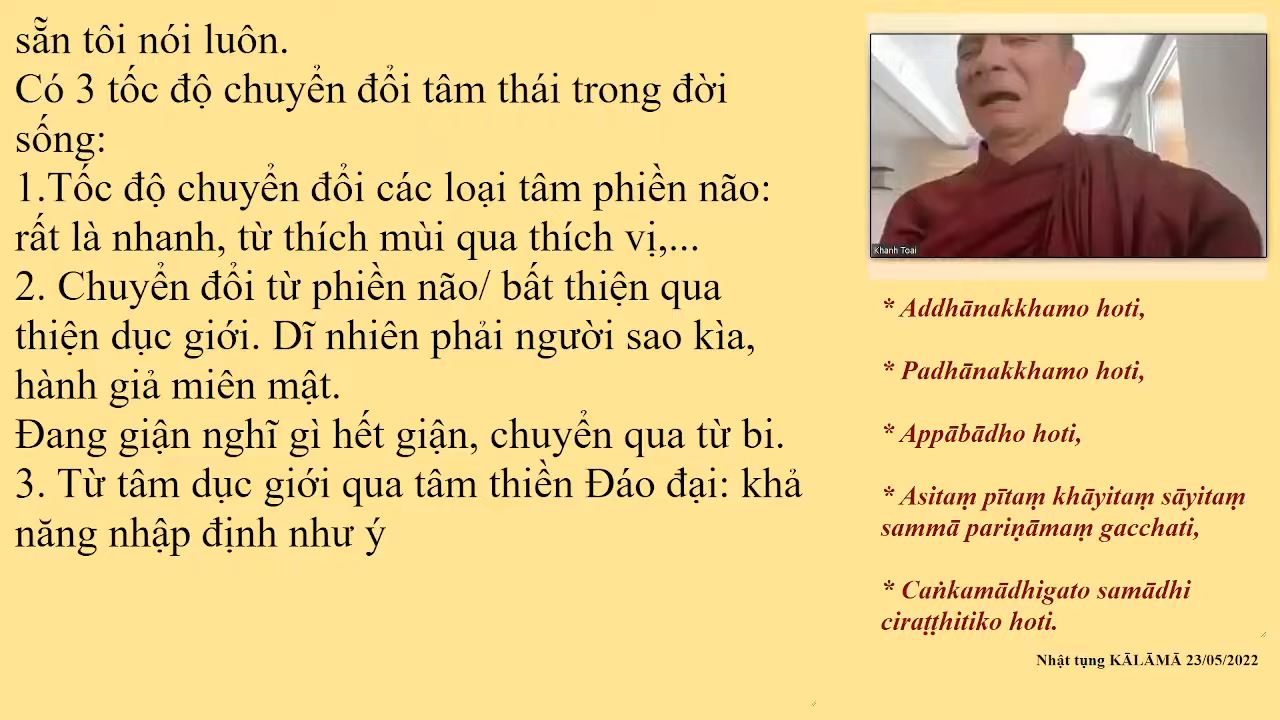 sẵn tôi nói luôn.
Có 3 tốc độ chuyển đổi tâm thái trong đời
sống:
1.Tốc độ chuyển đổi các loại tâm phiền não:
rất là nhanh, từ thích mùi qua thích vị,...
2. Chuyển đổi từ phiền não/ bất thiện qua
thiện dục giới. Dĩ nhiên phải người sao kìa,
hành giả miên mật.
Đang giận nghĩ gì hết giận, chuyển qua từ bi.
3. Từ tâm dục giới qua tâm thiền Đáo đại: khả
năng nhập định như ý
Khanh Toai
* Addhānakkhamo hoti,
* Padhānakkhamo hoti,
* Appābādho hoti,
* Asitaṃ pītaṃ khāyitaṃ sāyitaṃ
sammā pariṇāmaṃ gacchati,
* Caṅkamādhigato samādhi
ciraṭṭhitiko hoti.
Nhật tụng KĀLĀMĀ 23/05/2022